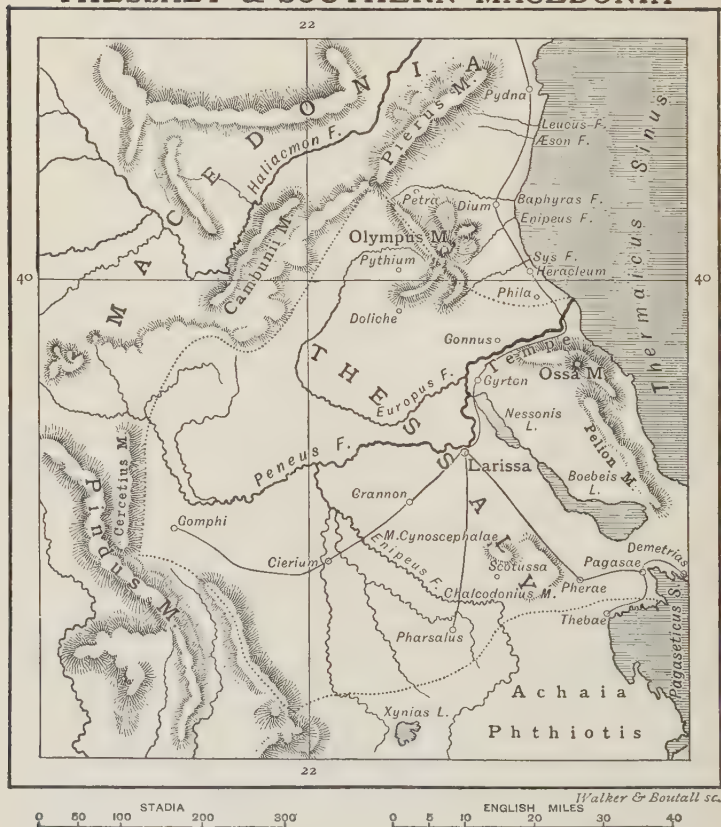 THESSALY & SOUTHERN MACEDONIA
22
MACEDONIA
Pierus M.
Pydna
Haliacmon F.
Leucus F.
Æson F.
Thermaicus Sinus
Petra
Dium
Baphyras F.
Enipeus F.
Cambunii M.
Olympus M.
Pythium
Sys F.
40
Heracleum
40
Phila
Doliche
THESSALY
Gonnus
Tempe
Europus F.
Gyrton
Ossa M.
Nessonis L.
Pelion M.
Peneus F.
Larissa
Boebeis L.
Cercetius M.
Pindus M.
Crannon
Gomphi
M. Cynoscephalae
Demetrias
Cierium
Enipeus F.
Scotussa
Pagasae
Chalcodonius M.
Pherae
Thebae
Pharsalus
Pagaseticus S.
Achaia
Xynias L.
Phthiotis
22
Walker & Boutall sc.
STADIA
ENGLISH MILES
0 50 100 200 300
0 5 10 20 30 40